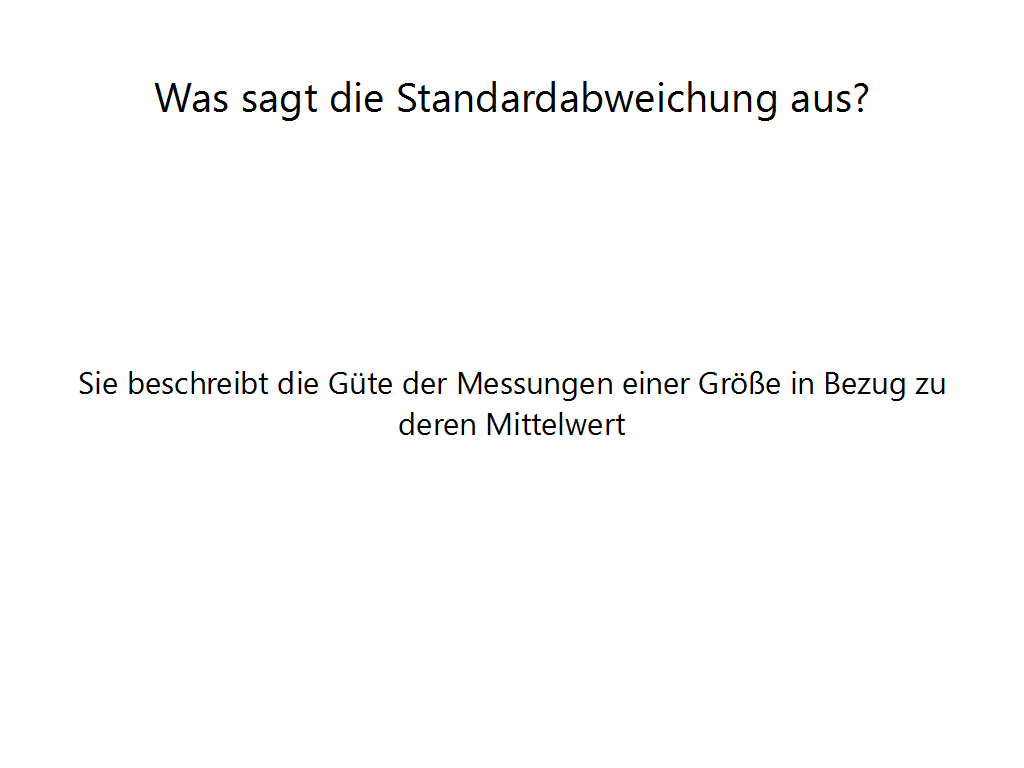 Was sagt die Standardabweichung aus?
Sie beschreibt die Güte der Messungen einer Größe in Bezug zu
deren Mittelwert